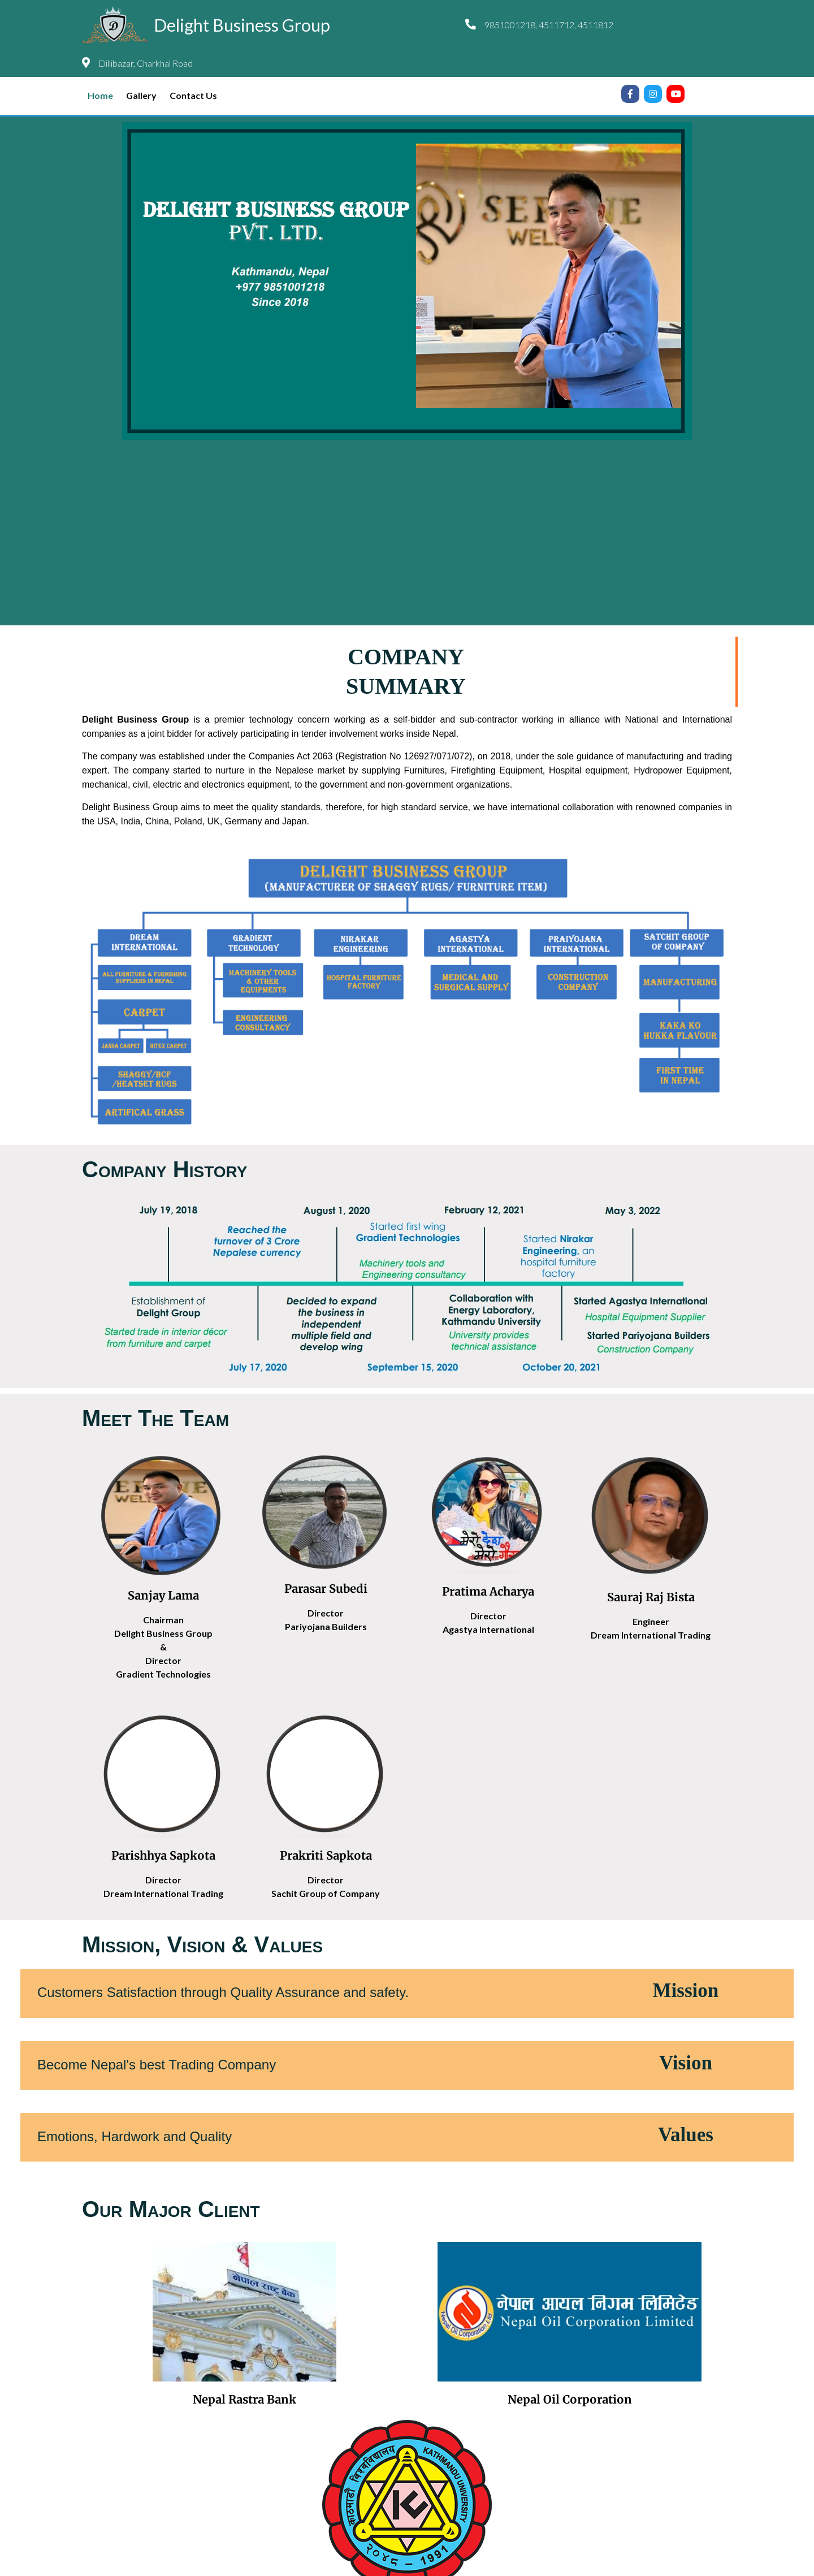 Delight Business Group
9851001218, 4511712, 4511812
Dillibazar, Charkhal Road
Home Gallery Contact Us
DELIGHT BUSINESS GROUP
PVT. LTD.
Kathmandu, Nepal
+977 9851001218
Since 2018
COMPANY
SUMMARY
Delight Business Group is a premier technology concern working as a self-bidder and sub-contractor working in alliance with National and International
companies as a joint bidder for actively participating in tender involvement works inside Nepal.
The company was established under the Companies Act 2063 (Registration No 126927/071/072), on 2018, under the sole guidance of manufacturing and trading
expert. The company started to nurture in the Nepalese market by supplying Furnitures, Firefighting Equipment, Hospital equipment, Hydropower Equipment,
mechanical, civil, electric and electronics equipment, to the government and non-government organizations.
Delight Business Group aims to meet the quality standards, therefore, for high standard service, we have international collaboration with renowned companies in
the USA, India, China, Poland, UK, Germany and Japan.
DELIGHT BUSINESS GROUP
(MANUFACTURER OF SHAGGY RUGS/ FURNITURE ITEM)
DREAM
INTERNATIONAL
ALL FURNITURE & FURNISHING
SUPPLIERS IN NEPAL
CARPET
JANRA CARPET HITEX CARPET
SHAGGY/BCF
/HEATSET RUGS
ARTIFICAL GRASS
GRADIENT
TECHNOLOGY
MACHINERY TOOLS
& OTHER
EQUIPMENTS
ENGINEERING
CONSULTANCY
NIRAKAR
ENGINEERING
HOSPITAL FURNITURE
FACTORY
AGASTYA
INTERNATIONAL
MEDICAL AND
SURGICAL SUPPLY
PRAIYOJANA
INTERNATIONAL
CONSTRUCTION
COMPANY
SATCHIT GROUP
OF COMPANY
MANUFACTURING
KAKA KO
HUKKA FLAVOUR
FIRST TIME
IN NEPAL
Company History
July 19, 2018
Establishment of
Delight Group
Started trade in interior décor
from furniture and carpet
Reached the
turnover of 3 Crore
Nepalese currency
July 17, 2020
August 1, 2020
Decided to expand
the business in
independent
multiple field and
develop wing
Started first wing
Gradient Technologies
Machinery tools and
Engineering consultancy
September 15, 2020
February 12, 2021
Collaboration with
Energy Laboratory,
Kathmandu University
University provides
technical assistance
Started Nirakar
Engineering, an
hospital furniture
factory
October 20, 2021
May 3, 2022
Started Agastya International
Hospital Equipment Supplier
Started Pariyojana Builders
Construction Company
Meet The Team
Sanjay Lama
Chairman
Delight Business Group
&
Director
Gradient Technologies
Parasar Subedi
Director
Pariyojana Builders
मेरो देश
मेरो
Pratima Acharya
Director
Agastya International
Sauraj Raj Bista
Engineer
Dream International Trading
Parishhya Sapkota
Director
Dream International Trading
Prakriti Sapkota
Director
Sachit Group of Company
Mission, Vision & Values
Customers Satisfaction through Quality Assurance and safety.
Mission
Become Nepal's best Trading Company
Vision
Emotions, Hardwork and Quality
Values
Our Major Client
नेपाल राष्ट्र बैंक
Nepal Rastra Bank
Nepal Oil Corporation Ltd
नेपाल आयल निगम लिमिटेड
Nepal Oil Corporation Limited
Nepal Oil Corporation
काठमाडौं विश्वविद्यालय
KATHMANDU UNIVERSITY
२०४८ – 1991